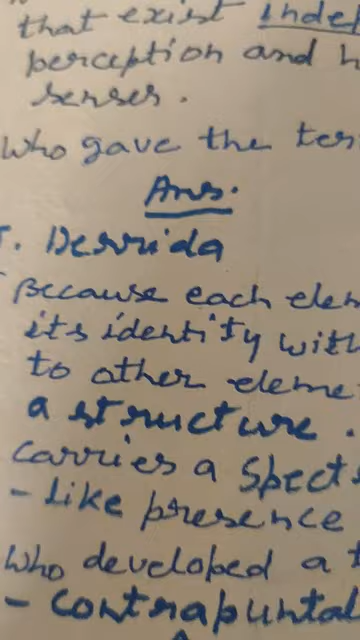 that exist indep
perception and h
senses.
Who gave the ter
Ans.
J. Derrida
Because each elem
its identity with
to other eleme
a structure.
carries a spect
- like presence
Who developed a t
- Contrapuntal